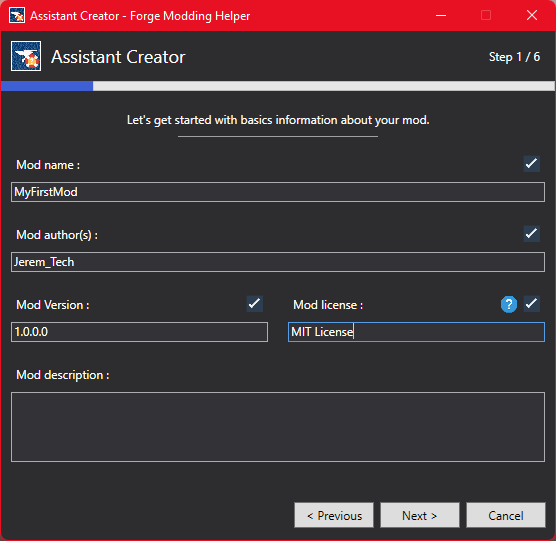 Assistant Creator - Forge Modding Helper
Assistant Creator
Step 1 / 6
Let's get started with basics information about your mod.
Mod name :
MyFirstMod
Mod author(s) :
Jerem_Tech
Mod Version :
Mod license :
?
1.0.0.0
MIT License
Mod description :
< Previous
Next >
Cancel